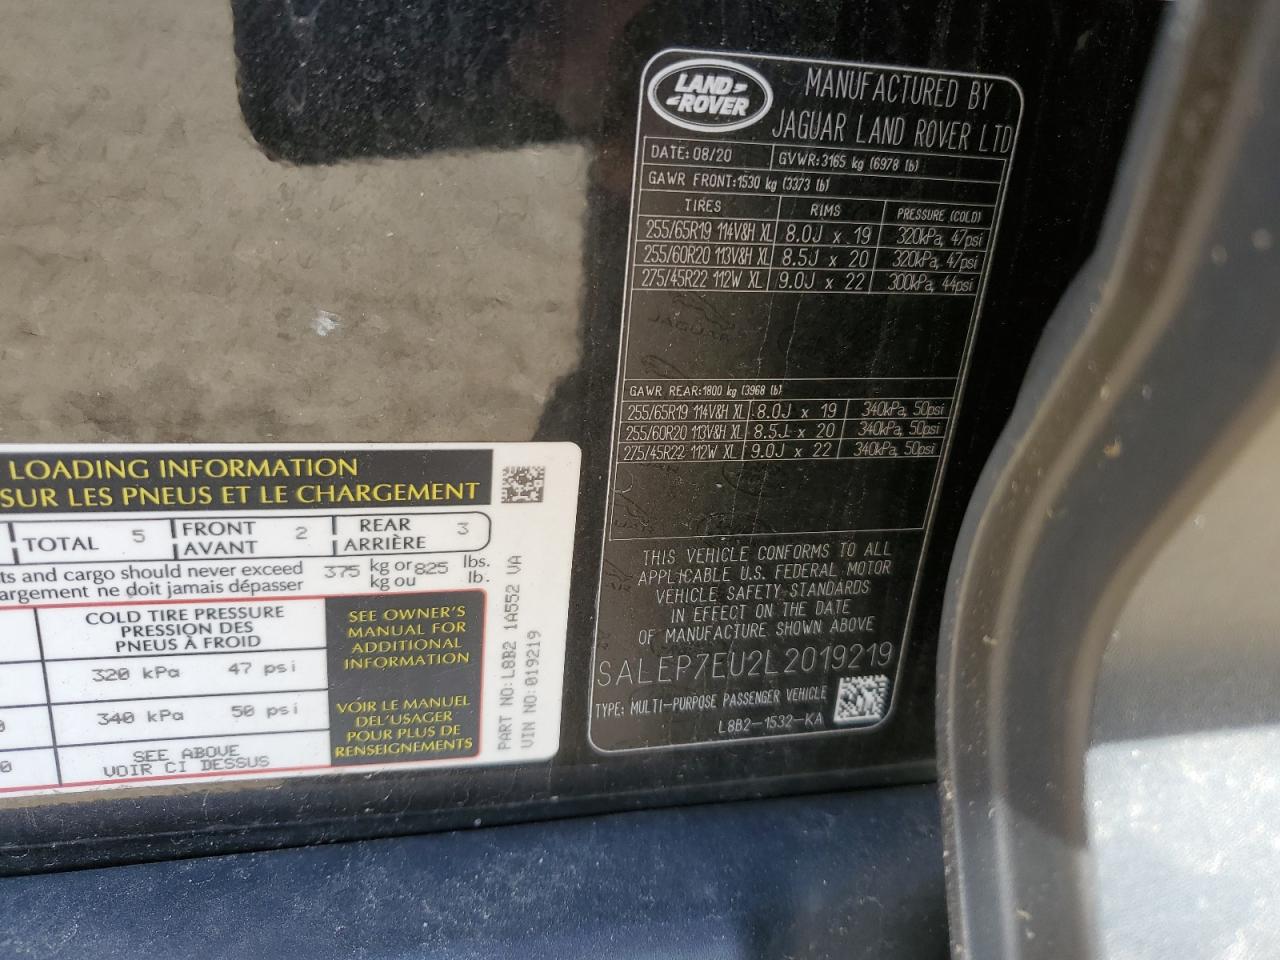 LOADING INFORMATION
SUR LES PNEUS ET LE CHARGEMENT
TOTAL 5 FRONT AVANT 2 REAR ARRIÈRE 3
and cargo should never exceed 375 kg or 825 lbs.
ne doit jamais dépasser kg ou lb.
COLD TIRE PRESSURE
PRESSION DES
PNEUS À FROID
320 kPa 47 psi
340 kPa 50 psi
SEE ABOVE
VOIR CI DESSUS
SEE OWNER'S
MANUAL FOR
ADDITIONAL
INFORMATION
VOIR LE MANUEL
DE L'USAGER
POUR PLUS DE
RENSEIGNEMENTS
PART NO: L8B2 1A552 VA
VIN NO: 019219
LAND ROVER
MANUFACTURED BY
JAGUAR LAND ROVER LTD
DATE: 08/20 GVWR: 3165 kg (6978 lb)
GAWR FRONT: 1530 kg (3373 lb)
TIRES RIMS PRESSURE (COLD)
255/65R19 114V&H XL 8.0J x 19 320kPa, 47psi
255/60R20 113V&H XL 8.5J x 20 320kPa, 47psi
275/45R22 112W XL 9.0J x 22 300kPa, 44psi
GAWR REAR: 1800 kg (3968 lb)
255/65R19 114V&H XL 8.0J x 19 340kPa, 50psi
255/60R20 113V&H XL 8.5J x 20 340kPa, 50psi
275/45R22 112W XL 9.0J x 22 340kPa, 50psi
THIS VEHICLE CONFORMS TO ALL
APPLICABLE U.S. FEDERAL MOTOR
VEHICLE SAFETY STANDARDS
IN EFFECT ON THE DATE
OF MANUFACTURE SHOWN ABOVE
SALEP7EU2L2019219
TYPE: MULTI-PURPOSE PASSENGER VEHICLE
L8B2-1532-KA